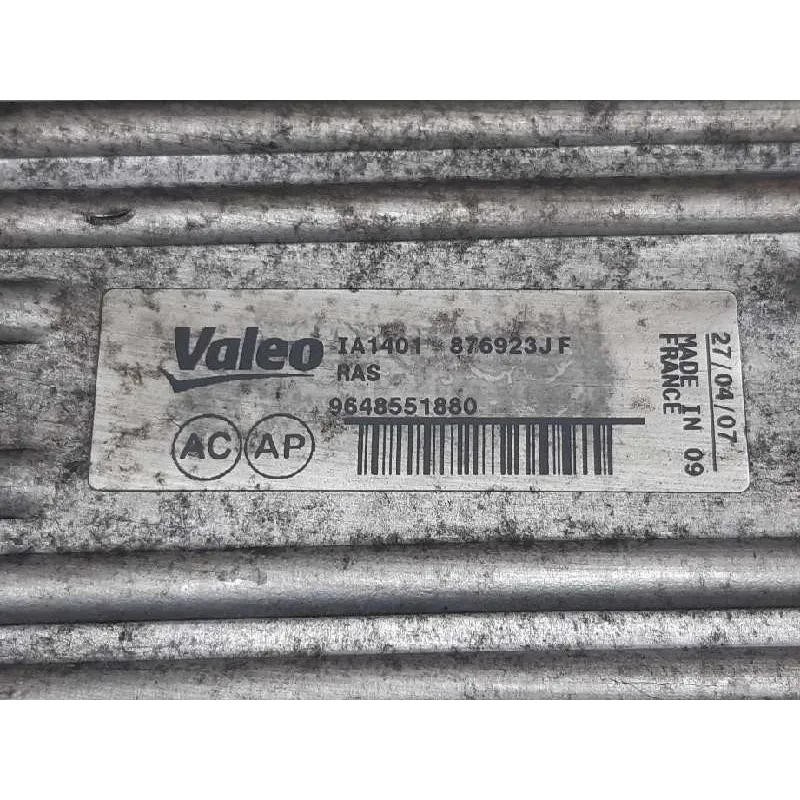 Valeo
IA1401 876923JF
RAS
9648551880
AC AP
MADE IN 09
FRANCE
27/04/07